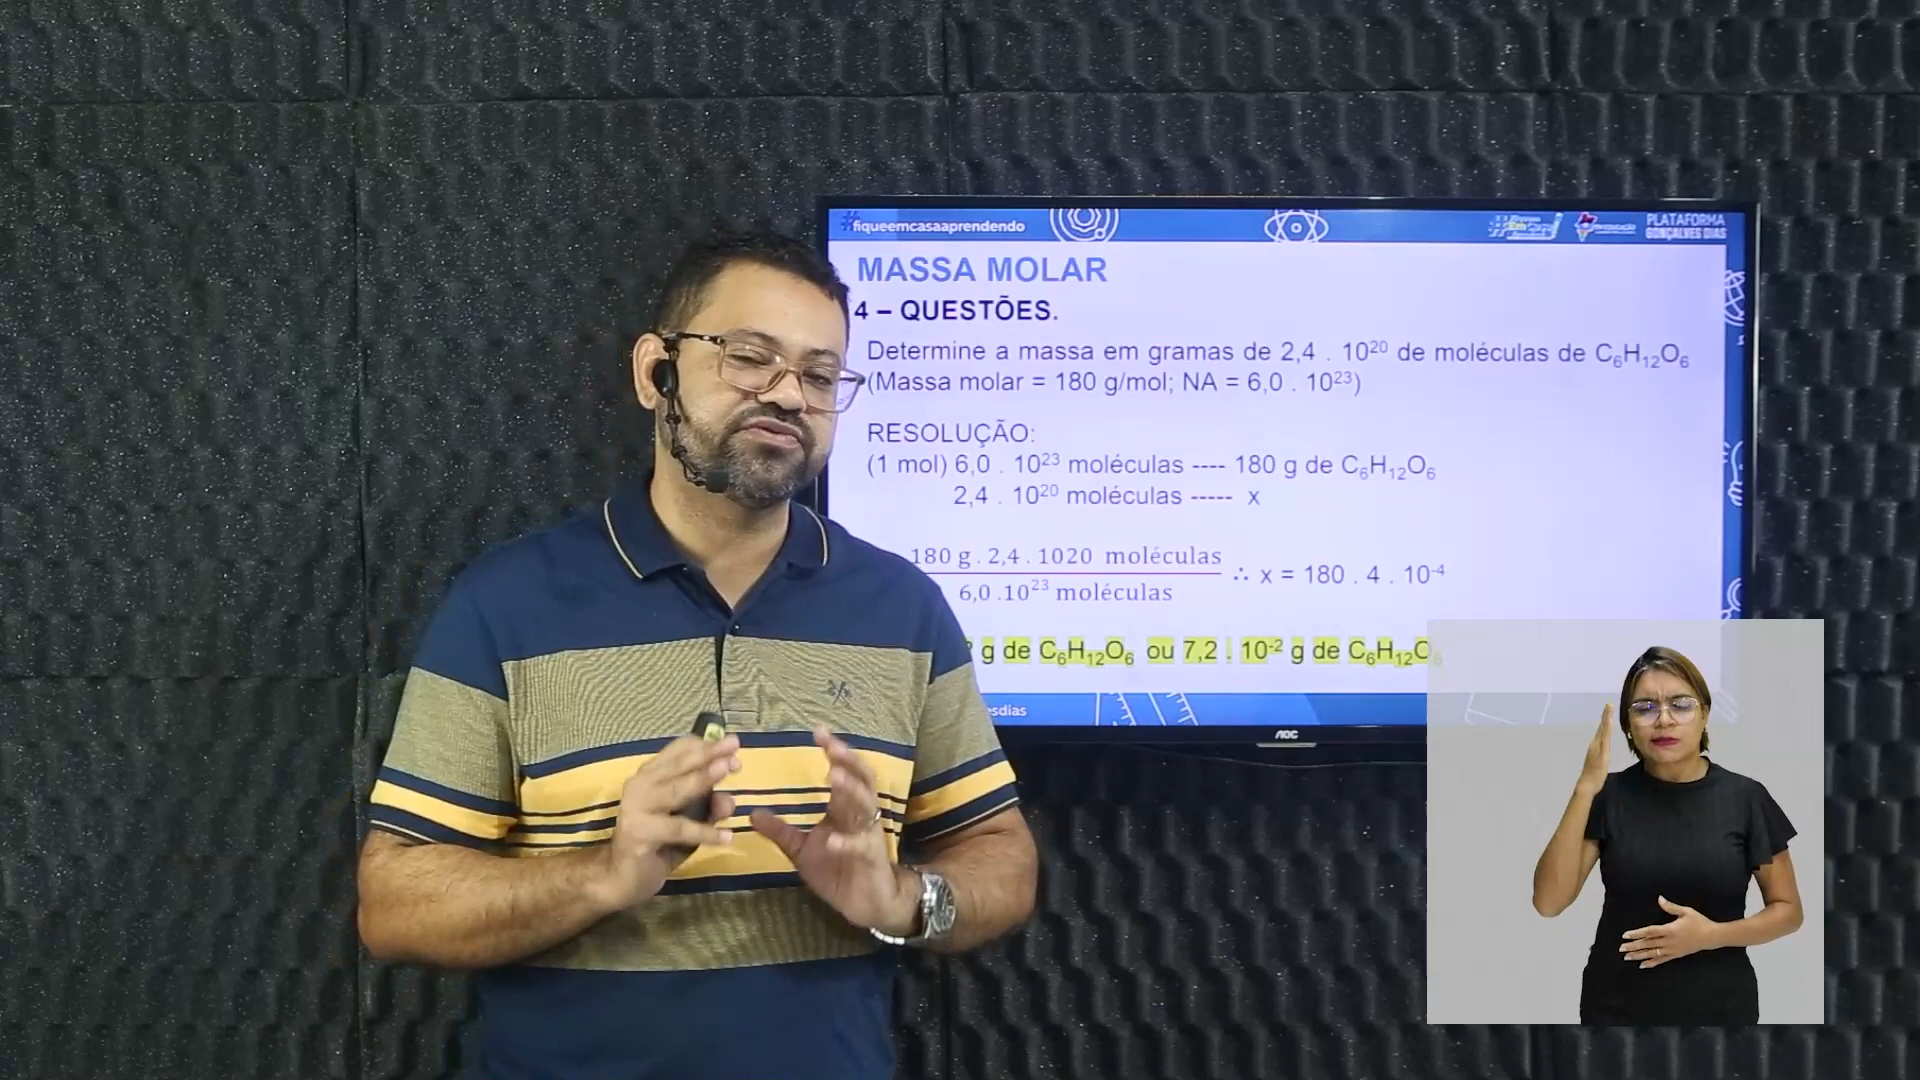 #fiqueemcasaaprendendo
PLATAFORMA
GONÇALVES DIAS
MASSA MOLAR
4 – QUESTÕES.
Determine a massa em gramas de 2,4 . 10²⁰ de moléculas de C₆H₁₂O₆
(Massa molar = 180 g/mol; NA = 6,0 . 10²³)
RESOLUÇÃO:
(1 mol) 6,0 . 10²³ moléculas ---- 180 g de C₆H₁₂O₆
2,4 . 10²⁰ moléculas ----- x
180 g . 2,4 . 1020 moléculas
6,0 .10²³ moléculas
∴ x = 180 . 4 . 10⁻⁴
g de C₆H₁₂O₆ ou 7,2 . 10⁻² g de C₆H₁₂O₆
esdias
AOC